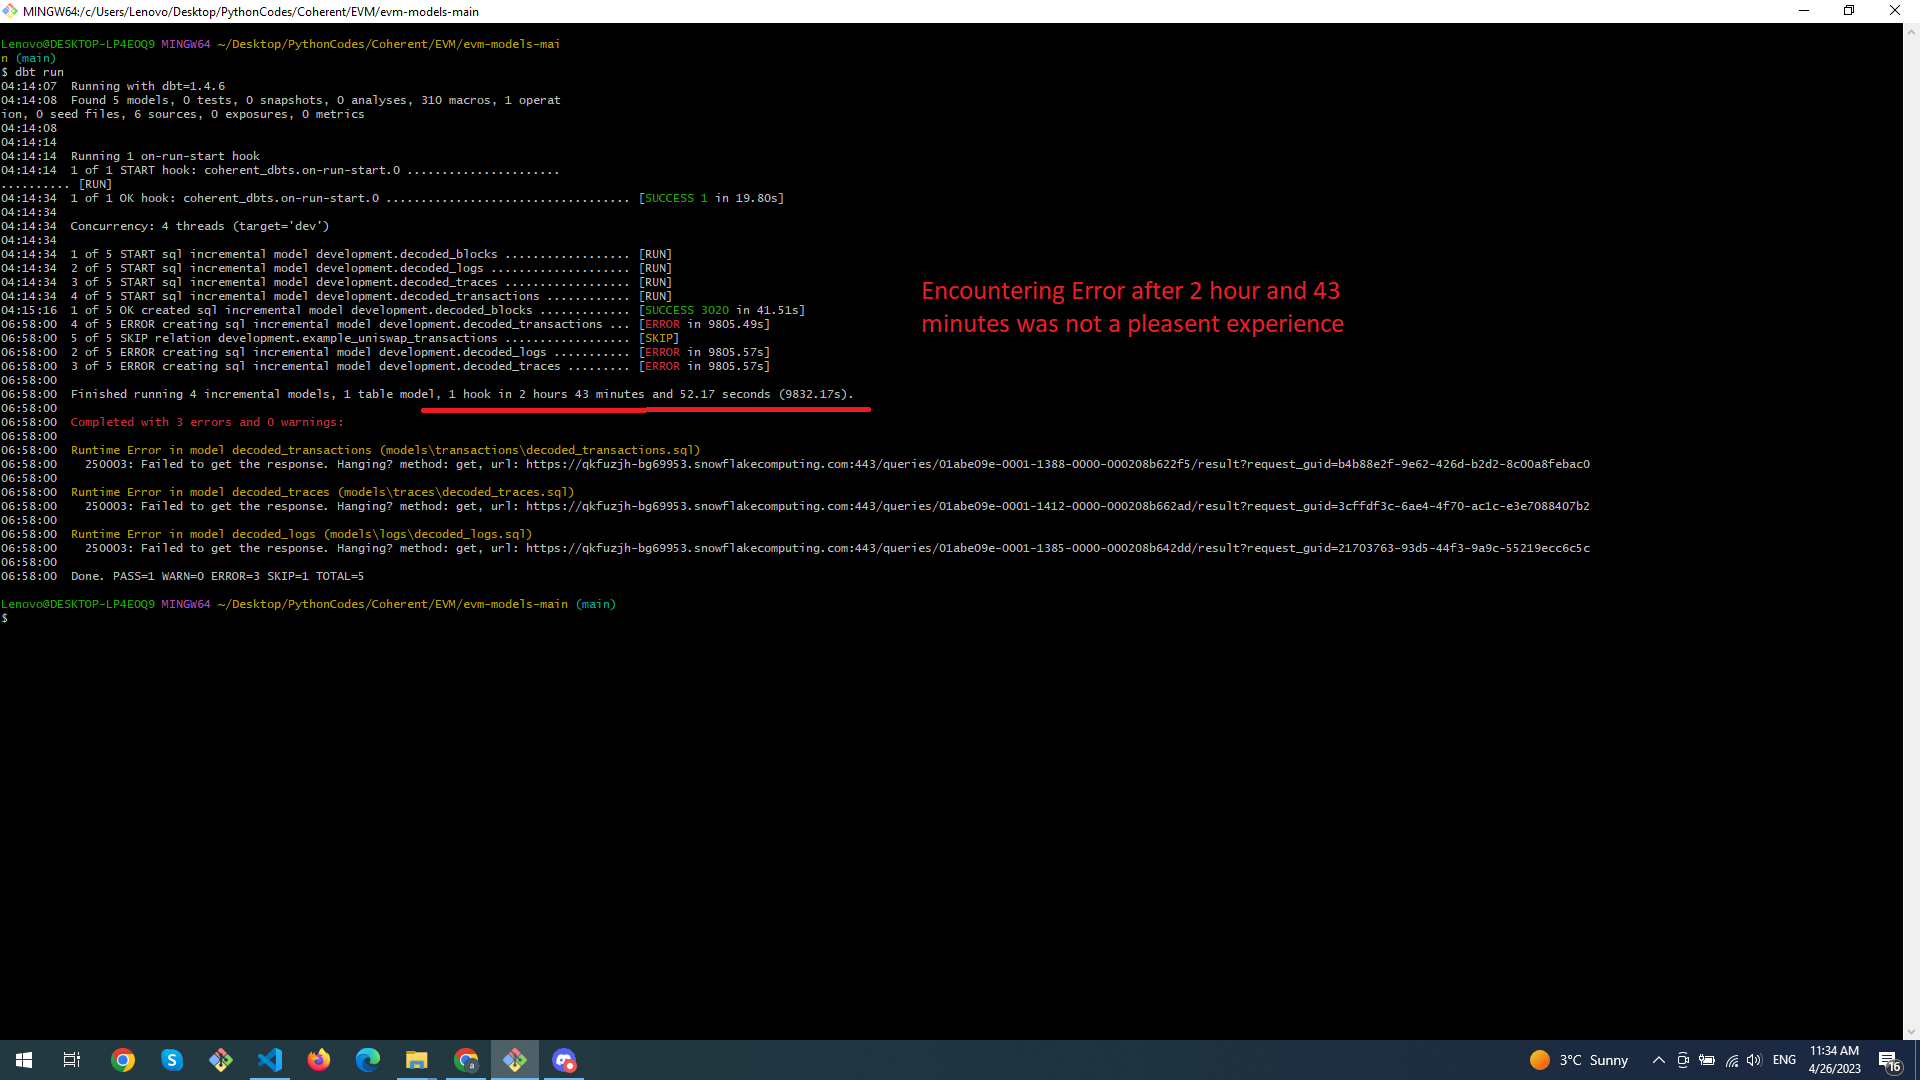 MINGW64:/c/Users/Lenovo/Desktop/PythonCodes/Coherent/EVM/evm-models-main
Lenovo@DESKTOP-LP4EOQ9 MINGW64 ~/Desktop/PythonCodes/Coherent/EVM/evm-models-mai
n (main)
$ dbt run
04:14:07  Running with dbt=1.4.6
04:14:08  Found 5 models, 0 tests, 0 snapshots, 0 analyses, 310 macros, 1 operat
ion, 0 seed files, 6 sources, 0 exposures, 0 metrics
04:14:08
04:14:14
04:14:14  Running 1 on-run-start hook
04:14:14  1 of 1 START hook: coherent_dbts.on-run-start.0 ......................
.......... [RUN]
04:14:34  1 of 1 OK hook: coherent_dbts.on-run-start.0 ................................... [SUCCESS 1 in 19.80s]
04:14:34
04:14:34  Concurrency: 4 threads (target='dev')
04:14:34
04:14:34  1 of 5 START sql incremental model development.decoded_blocks .................. [RUN]
04:14:34  2 of 5 START sql incremental model development.decoded_logs .................... [RUN]
04:14:34  3 of 5 START sql incremental model development.decoded_traces .................. [RUN]
04:14:34  4 of 5 START sql incremental model development.decoded_transactions ............ [RUN]
04:15:16  1 of 5 OK created sql incremental model development.decoded_blocks ............. [SUCCESS 3020 in 41.51s]
06:58:00  4 of 5 ERROR creating sql incremental model development.decoded_transactions ... [ERROR in 9805.49s]
06:58:00  5 of 5 SKIP relation development.example_uniswap_transactions .................. [SKIP]
06:58:00  2 of 5 ERROR creating sql incremental model development.decoded_logs ........... [ERROR in 9805.57s]
06:58:00  3 of 5 ERROR creating sql incremental model development.decoded_traces ......... [ERROR in 9805.57s]
06:58:00
06:58:00  Finished running 4 incremental models, 1 table model, 1 hook in 2 hours 43 minutes and 52.17 seconds (9832.17s).
06:58:00
06:58:00  Completed with 3 errors and 0 warnings:
06:58:00
06:58:00  Runtime Error in model decoded_transactions (models\transactions\decoded_transactions.sql)
06:58:00    250003: Failed to get the response. Hanging? method: get, url: https://qkfuzjh-bg69953.snowflakecomputing.com:443/queries/01abe09e-0001-1388-0000-000208b622f5/result?request_guid=b4b88e2f-9e62-426d-b2d2-8c00a8febac0
06:58:00
06:58:00  Runtime Error in model decoded_traces (models\traces\decoded_traces.sql)
06:58:00    250003: Failed to get the response. Hanging? method: get, url: https://qkfuzjh-bg69953.snowflakecomputing.com:443/queries/01abe09e-0001-1412-0000-000208b662ad/result?request_guid=3cffdf3c-6ae4-4f70-ac1c-e3e7088407b2
06:58:00
06:58:00  Runtime Error in model decoded_logs (models\logs\decoded_logs.sql)
06:58:00    250003: Failed to get the response. Hanging? method: get, url: https://qkfuzjh-bg69953.snowflakecomputing.com:443/queries/01abe09e-0001-1385-0000-000208b642dd/result?request_guid=21703763-93d5-44f3-9a9c-55219ecc6c5c
06:58:00
06:58:00  Done. PASS=1 WARN=0 ERROR=3 SKIP=1 TOTAL=5
Lenovo@DESKTOP-LP4EOQ9 MINGW64 ~/Desktop/PythonCodes/Coherent/EVM/evm-models-main (main)
$
Encountering Error after 2 hour and 43
minutes was not a pleasent experience
3°C Sunny
ENG
11:34 AM
4/26/2023
16